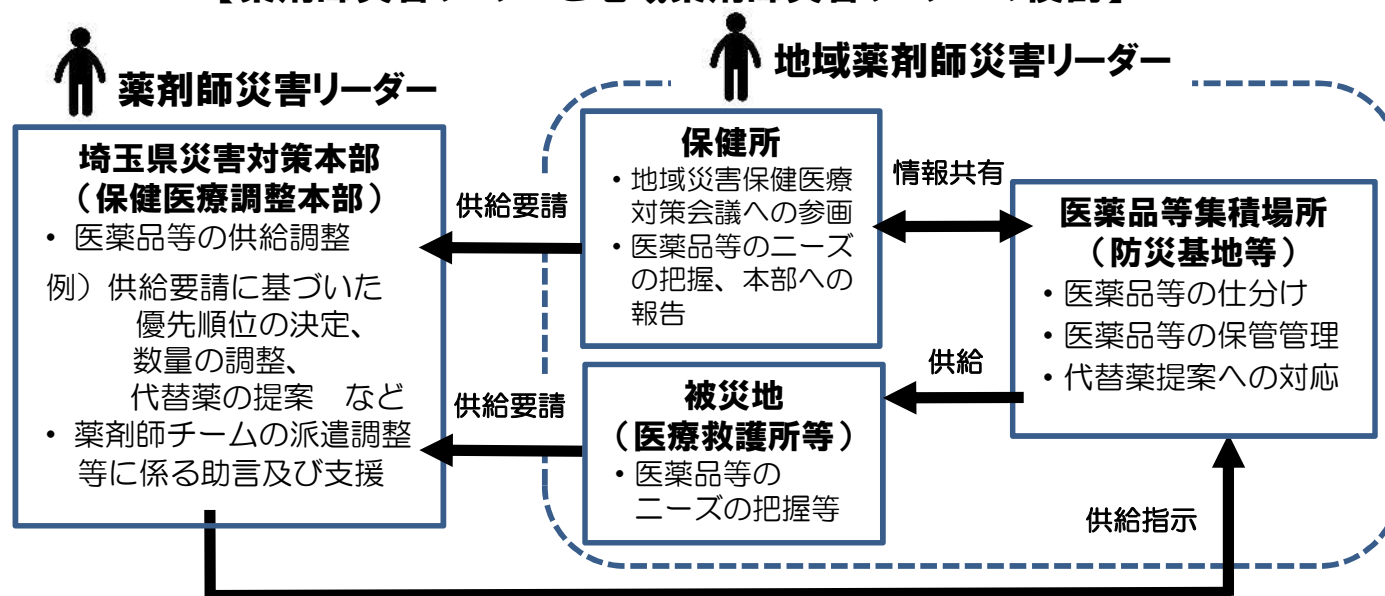 薬剤師災害リーダー
地域薬剤師災害リーダー
埼玉県災害対策本部
（保健医療調整本部）
・ 医薬品等の供給調整
例）供給要請に基づいた
優先順位の決定、
数量の調整、
代替薬の提案　など
・ 薬剤師チームの派遣調整
等に係る助言及び支援
供給要請
供給要請
保健所
・地域災害保健医療
対策会議への参画
・医薬品等のニーズ
の把握、本部への
報告
被災地
（医療救護所等）
・医薬品等の
ニーズの把握等
情報共有
供給
医薬品等集積場所
（防災基地等）
・医薬品等の仕分け
・医薬品等の保管管理
・代替薬提案への対応
供給指示